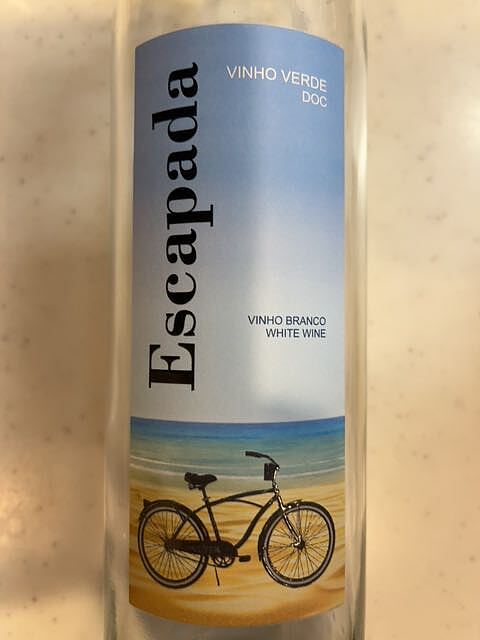 Escapada
VINHO VERDE
DOC
VINHO BRANCO
WHITE WINE